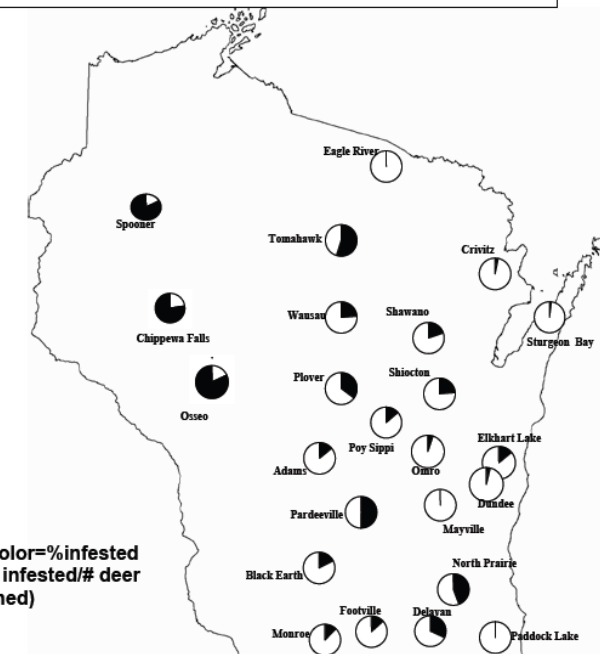 Eagle River
Spooner
Tomahawk
Crivitz
Wausau
Shawano
Sturgeon Bay
Chippewa Falls
Plover
Shiocton
Osseo
Poy Sippi
Elkhart Lake
Adams
Omro
Dundee
Pardeeville
Mayville
olor=%infested
infested/# deer
ned)
Black Earth
North Prairie
Footville
Delavan
Monroe
Paddock Lake